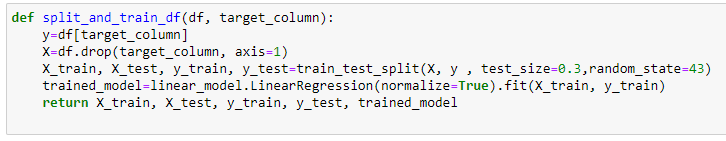 def split_and_train_df(df, target_column):
    y=df[target_column]
    X=df.drop(target_column, axis=1)
    X_train, X_test, y_train, y_test=train_test_split(X, y , test_size=0.3,random_state=43)
    trained_model=linear_model.LinearRegression(normalize=True).fit(X_train, y_train)
    return X_train, X_test, y_train, y_test, trained_model